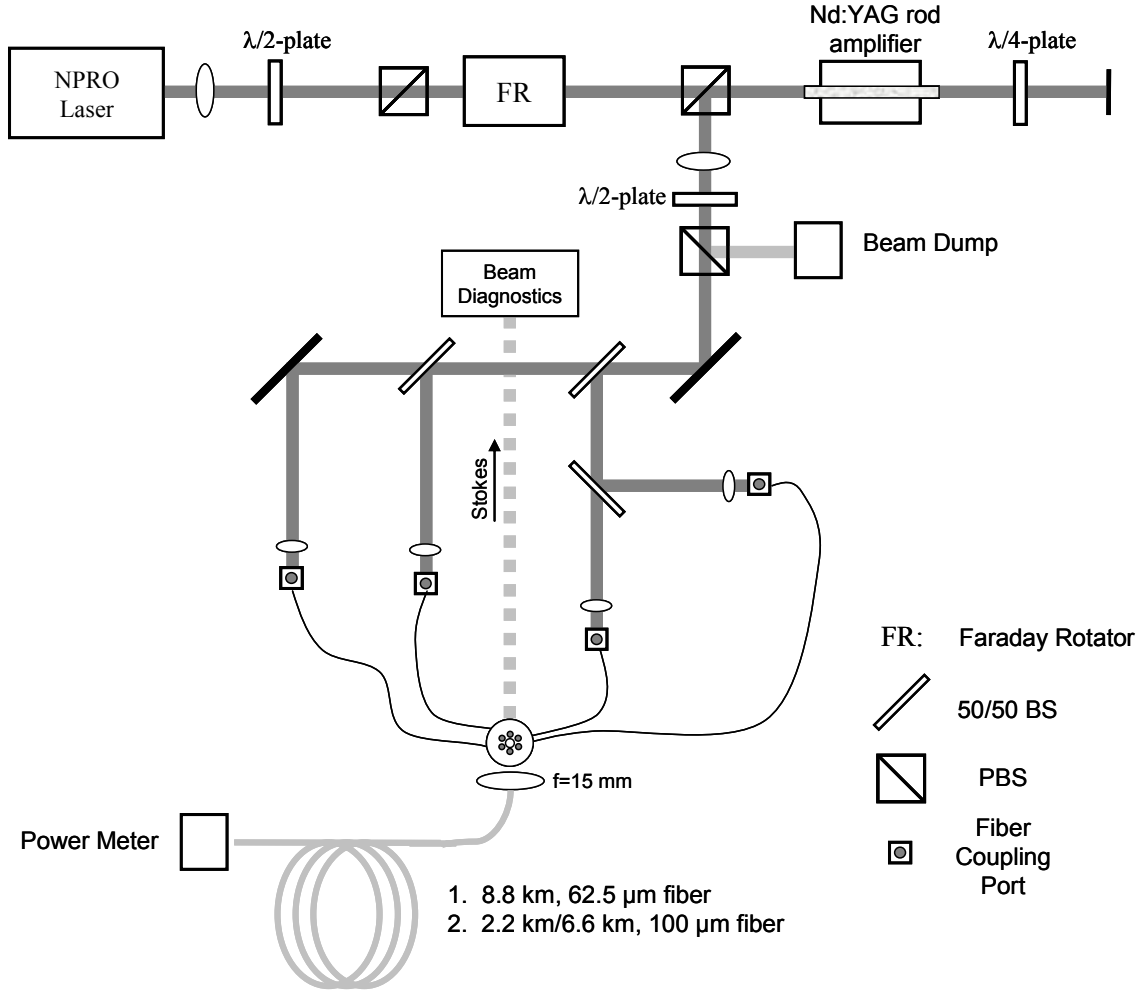 Nd:YAG rod
amplifier
λ/2-plate
λ/4-plate
NPRO
Laser
FR
λ/2-plate
Beam Dump
Beam
Diagnostics
Stokes
FR: Faraday Rotator
50/50 BS
f=15 mm
PBS
Power Meter
Fiber
Coupling
Port
1. 8.8 km, 62.5 µm fiber
2. 2.2 km/6.6 km, 100 µm fiber